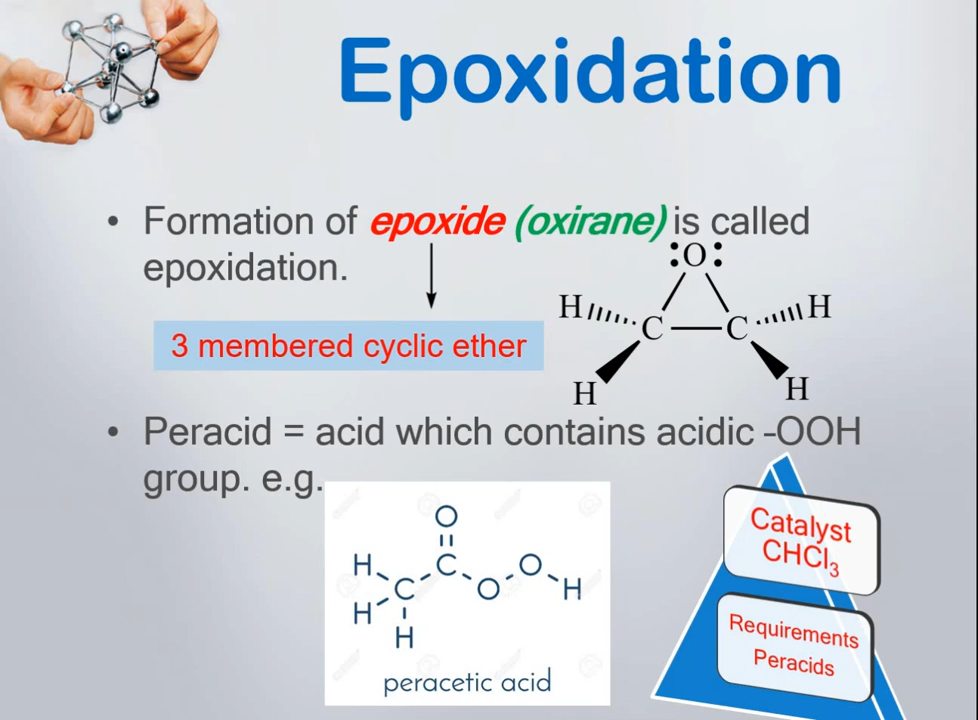 Epoxidation
• Formation of epoxide (oxirane) is called
epoxidation.
3 membered cyclic ether
:O:
H H
C C
H H
• Peracid = acid which contains acidic -OOH
group. e.g.
O
H C O
C O H
H
H
peracetic acid
Catalyst
CHCl₃
Requirements
Peracids